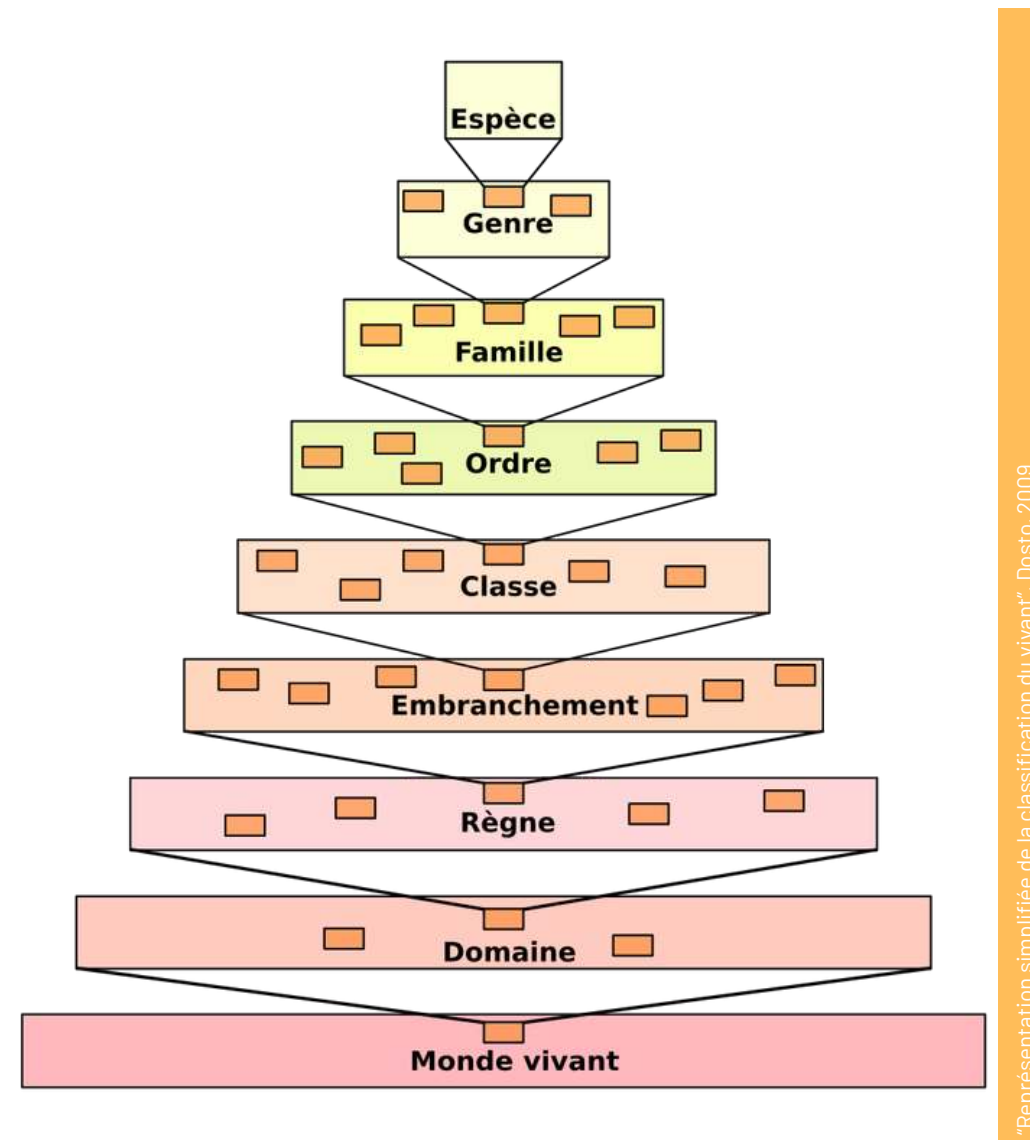 Espèce
Genre
Famille
Ordre
Classe
Embranchement
Règne
Domaine
Monde vivant
"Représentation simplifiée de la classification du vivant", Dosto, 2009